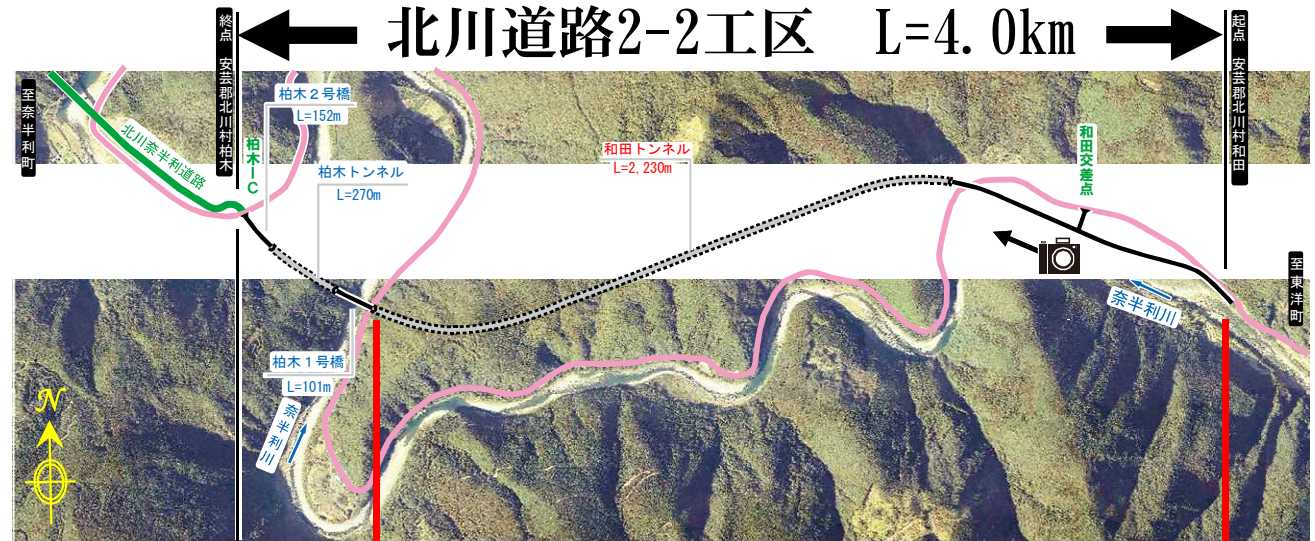 北川道路2-2工区　L=4.0km
終点　安芸郡北川村柏木
起点　安芸郡北川村和田
至奈半利町
北川奈半利道路
柏木IC
柏木２号橋
L=152m
柏木トンネル
L=270m
和田トンネル
L=2,230m
和田交差点
至東洋町
奈半利川
柏木１号橋
L=101m
奈半利川
N